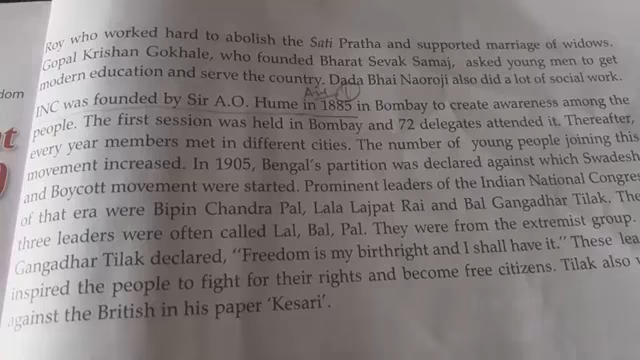 Roy who worked hard to abolish the Sati Pratha and supported marriage of widows.
Gopal Krishan Gokhale, who founded Bharat Sevak Samaj, asked young men to get
modern education and serve the country. Dada Bhai Naoroji also did a lot of social work.
INC was founded by Sir A.O. Hume in 1885 in Bombay to create awareness among the
people. The first session was held in Bombay and 72 delegates attended it. Thereafter,
every year members met in different cities. The number of young people joining this
movement increased. In 1905, Bengal's partition was declared against which Swadesh
and Boycott movement were started. Prominent leaders of the Indian National Congres
of that era were Bipin Chandra Pal, Lala Lajpat Rai and Bal Gangadhar Tilak. The
three leaders were often called Lal, Bal, Pal. They were from the extremist group.
Gangadhar Tilak declared, "Freedom is my birthright and I shall have it." These lea
inspired the people to fight for their rights and become free citizens. Tilak also
against the British in his paper 'Kesari'.